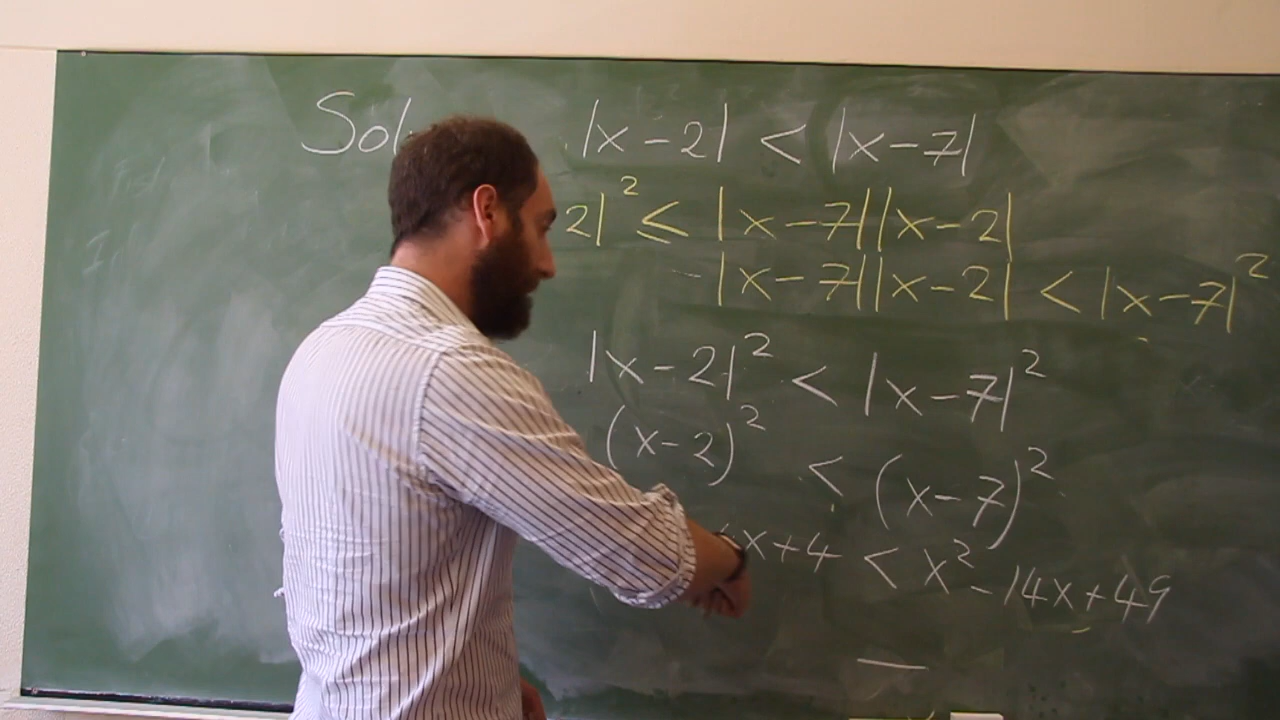 Sol |x-2| < |x-7|
2|² ≤ |x-7||x-2|
|x-7||x-2| < |x-7|²
|x-2|² < |x-7|²
(x-2)² < (x-7)²
x+4 < x²-14x+49